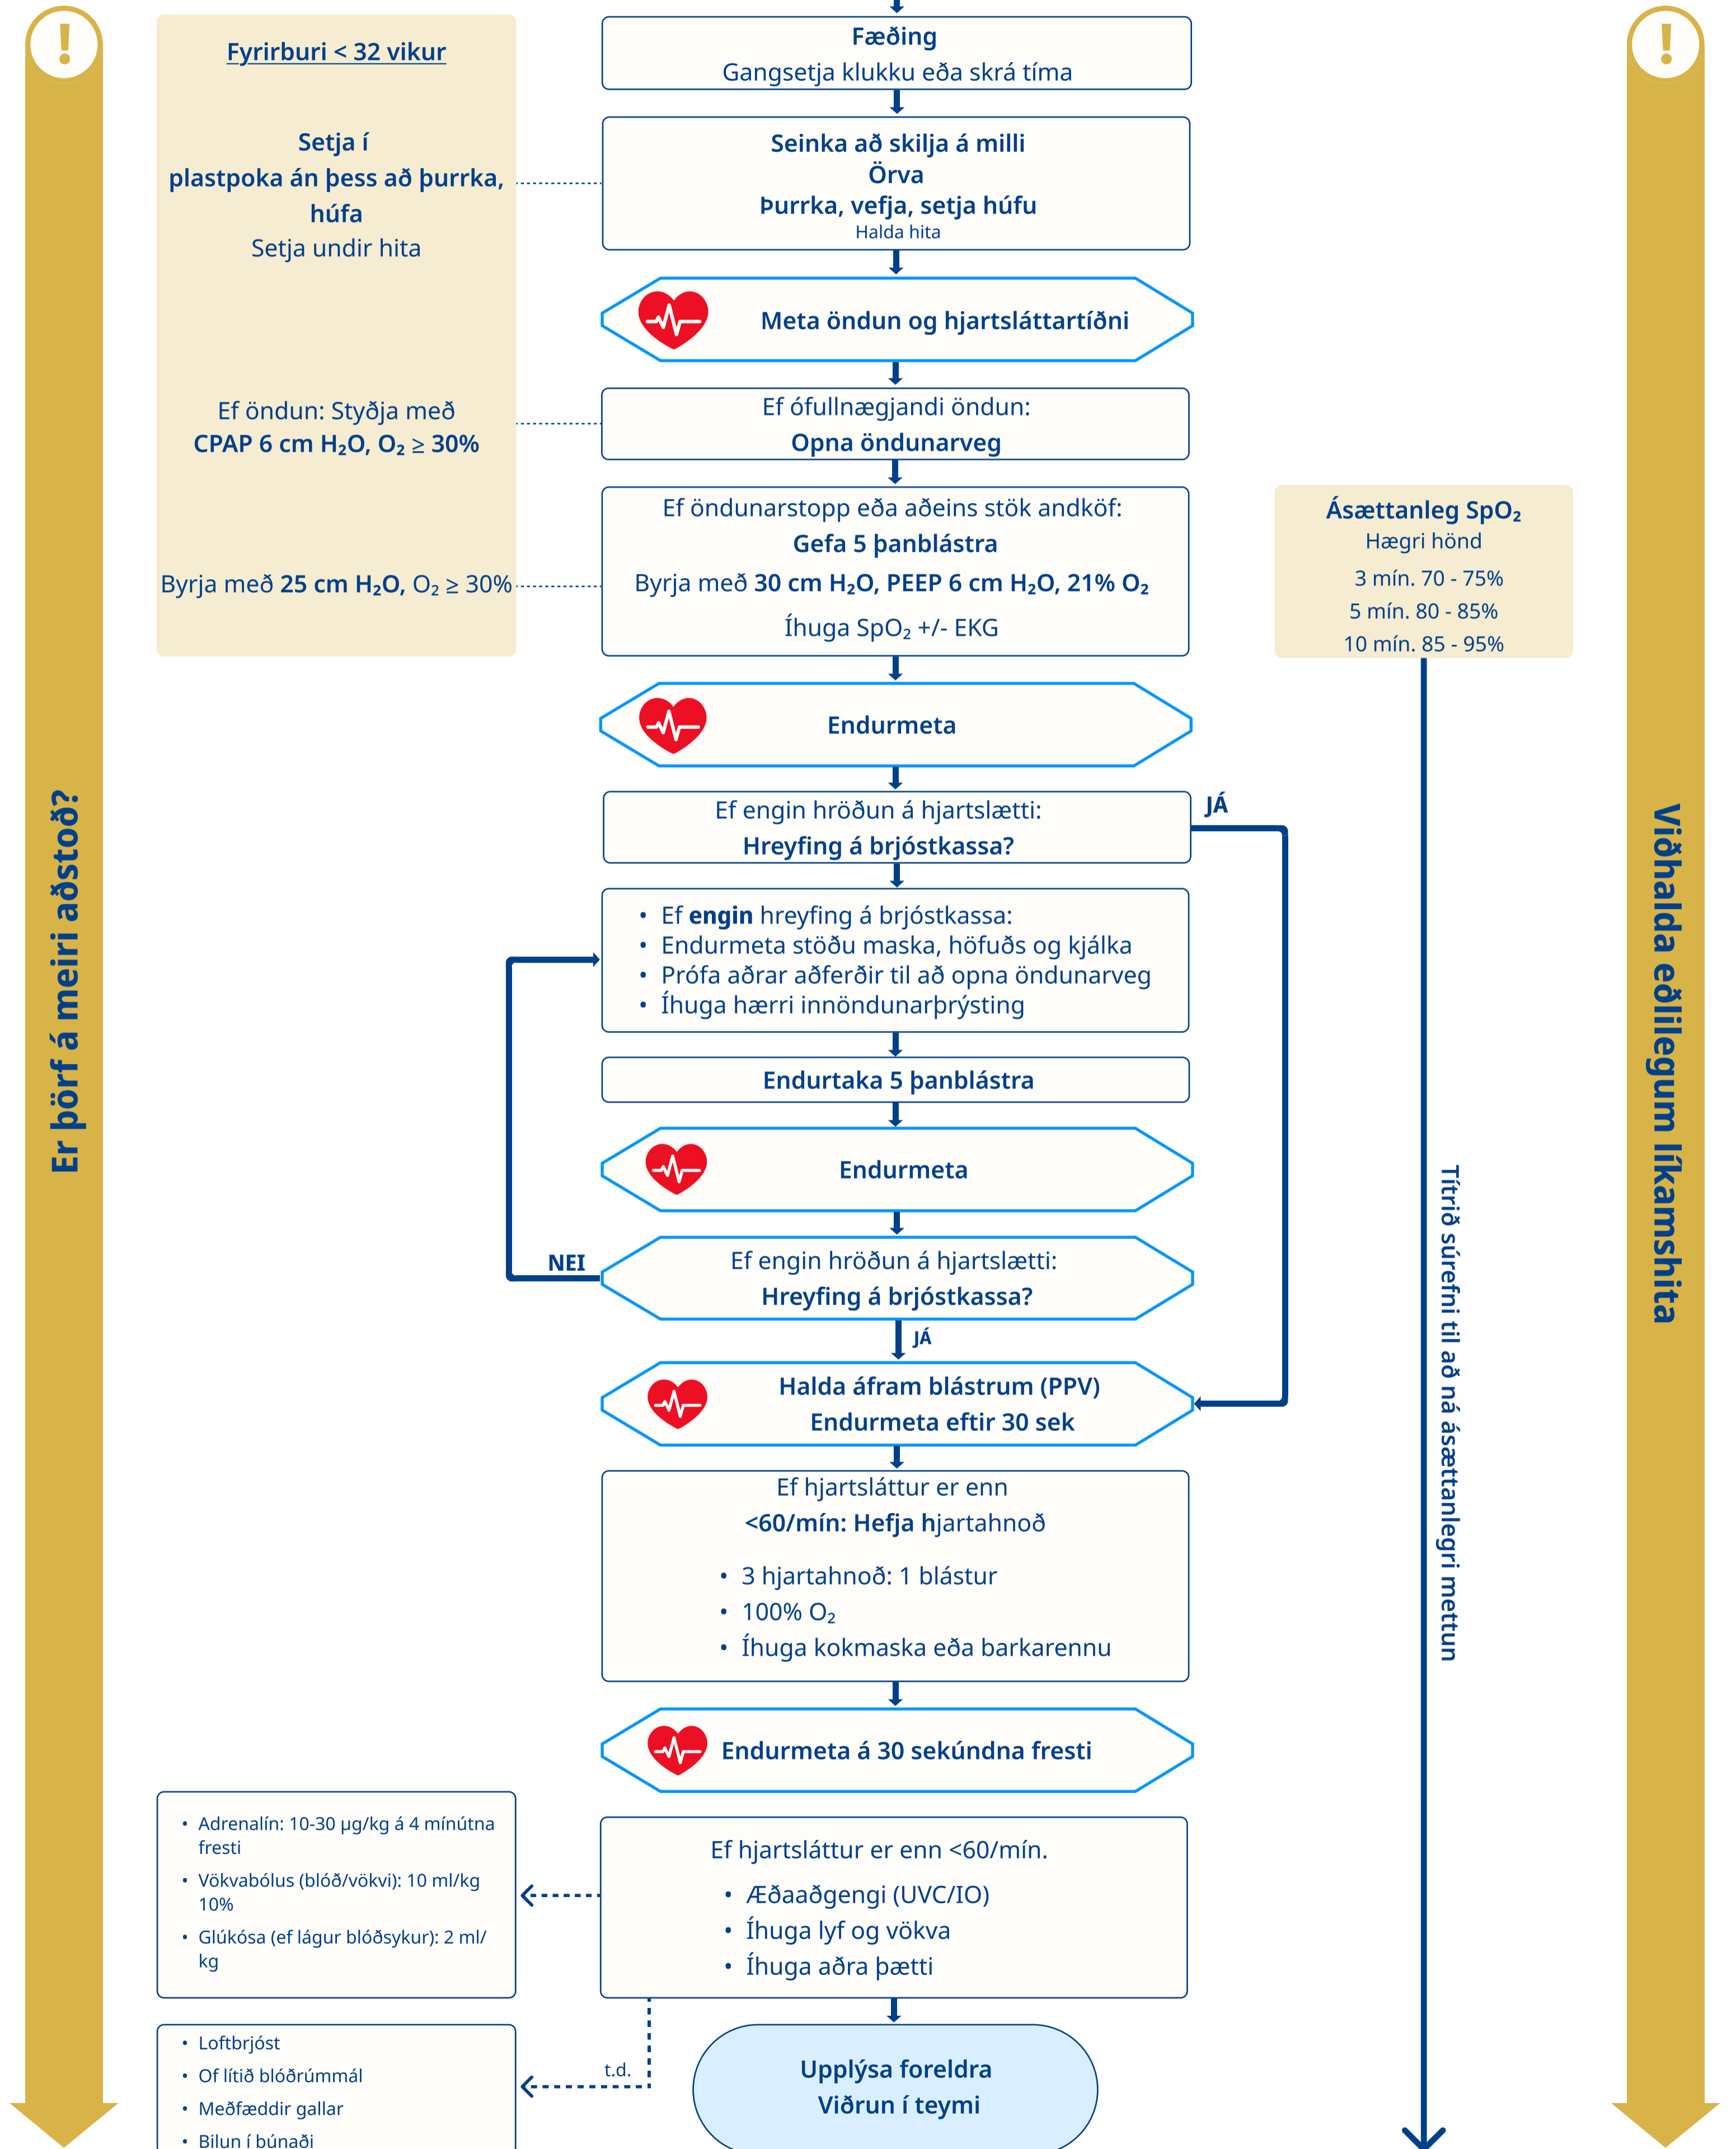 !
!
Er þörf á meiri aðstoð?
Viðhalda eðlilegum líkamshita
Fyrirburi < 32 vikur
Setja í
plastpoka án þess að þurrka,
húfa
Setja undir hita
Ef öndun: Styðja með
CPAP 6 cm H₂O, O₂ ≥ 30%
Byrja með 25 cm H₂O, O₂ ≥ 30%
Fæðing
Gangsetja klukku eða skrá tíma
Seinka að skilja á milli
Örva
Þurrka, vefja, setja húfu
Halda hita
Meta öndun og hjartsláttartíðni
Ef ófullnægjandi öndun:
Opna öndunarveg
Ef öndunarstopp eða aðeins stök andköf:
Gefa 5 þanblástra
Byrja með 30 cm H₂O, PEEP 6 cm H₂O, 21% O₂
Íhuga SpO₂ +/- EKG
Ásættanleg SpO₂
Hægri hönd
3 mín. 70 - 75%
5 mín. 80 - 85%
10 mín. 85 - 95%
Títrið súrefni til að ná ásættanlegri mettun
Endurmeta
Ef engin hröðun á hjartslætti:
Hreyfing á brjóstkassa?
JÁ
• Ef engin hreyfing á brjóstkassa:
• Endurmeta stöðu maska, höfuðs og kjálka
• Prófa aðrar aðferðir til að opna öndunarveg
• Íhuga hærri innöndunarþrýsting
Endurtaka 5 þanblástra
Endurmeta
NEI
Ef engin hröðun á hjartslætti:
Hreyfing á brjóstkassa?
JÁ
Halda áfram blástrum (PPV)
Endurmeta eftir 30 sek
Ef hjartsláttur er enn
<60/mín: Hefja hjartahnoð
• 3 hjartahnoð: 1 blástur
• 100% O₂
• Íhuga kokmaska eða barkarennu
Endurmeta á 30 sekúndna fresti
• Adrenalín: 10-30 µg/kg á 4 mínútna
fresti
• Vökvabólus (blóð/vökvi): 10 ml/kg
10%
• Glúkósa (ef lágur blóðsykur): 2 ml/
kg
Ef hjartsláttur er enn <60/mín.
• Æðaaðgengi (UVC/IO)
• Íhuga lyf og vökva
• Íhuga aðra þætti
t.d.
• Loftbrjóst
• Of lítið blóðrúmmál
• Meðfæddir gallar
• Bilun í búnaði
Upplýsa foreldra
Viðrun í teymi